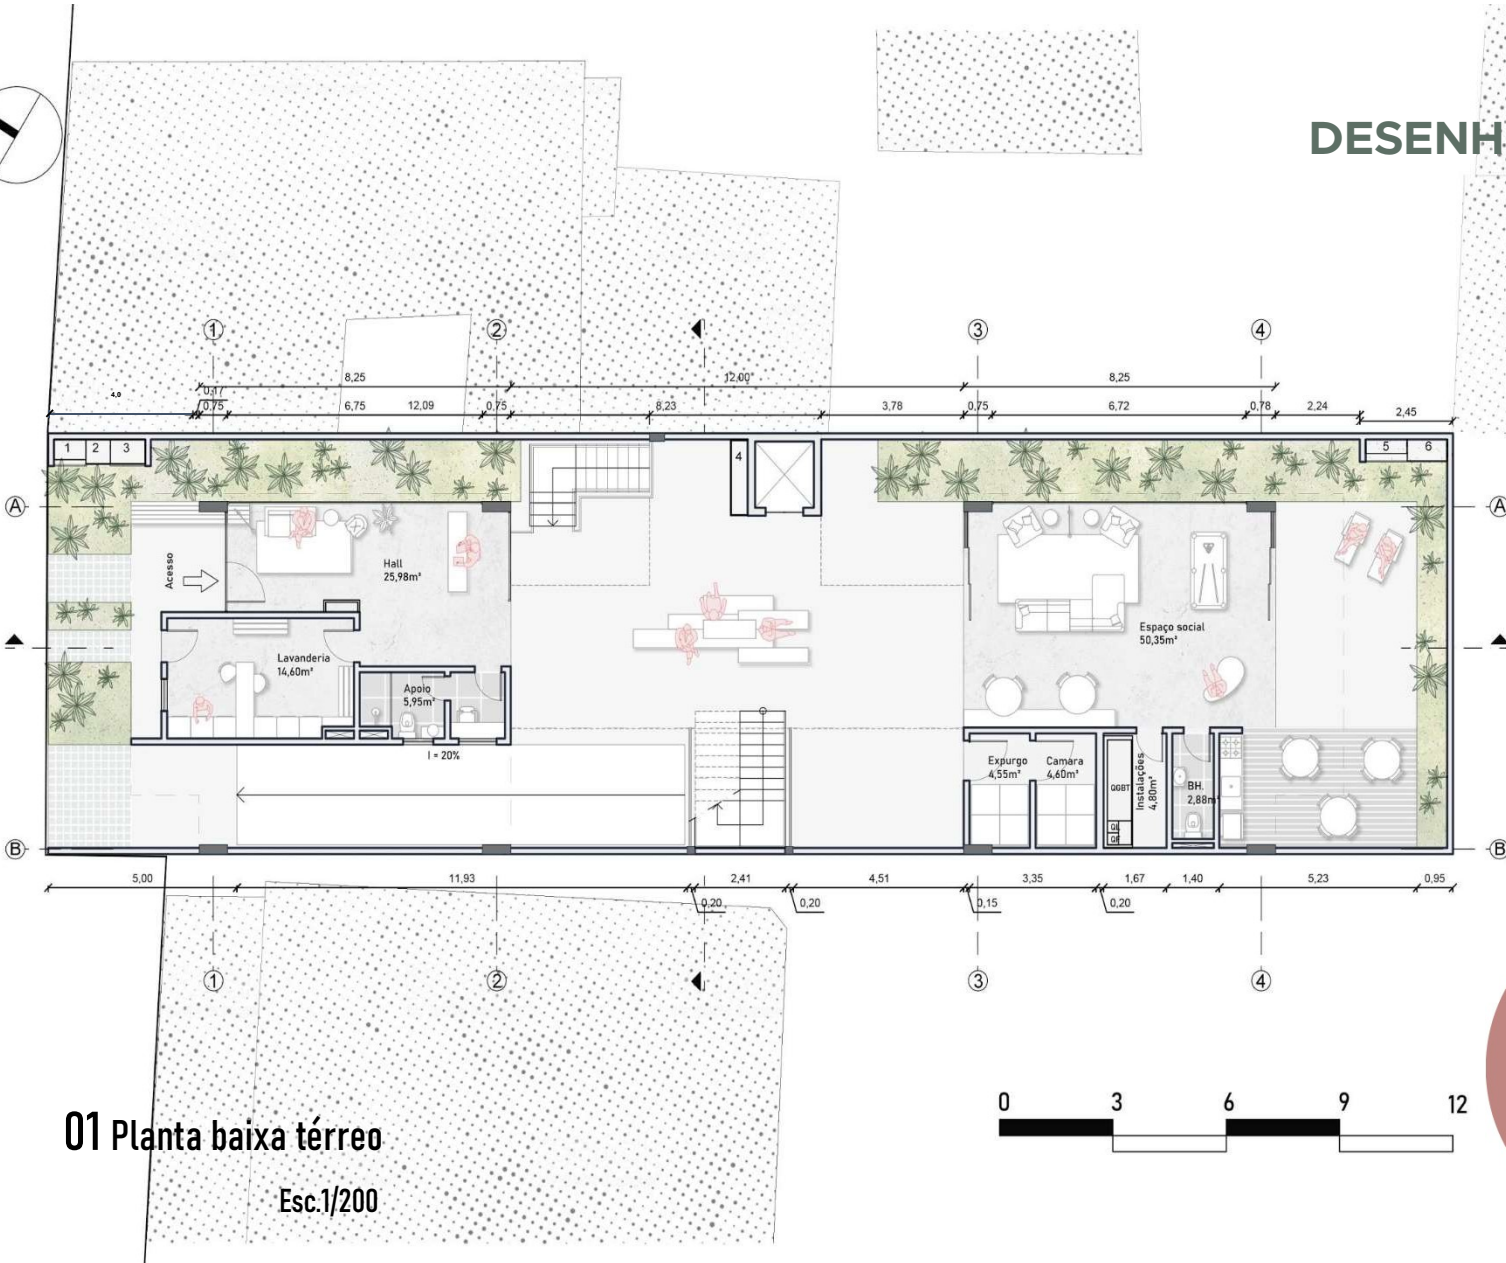 DESENH
1 2 3 4
8,25 12,00 8,25
4,0 0,17 0,75 6,75 12,09 0,75 8,23 3,78 0,75 6,72 0,78 2,24 2,45
1 2 3 4 5 6
A A
Acesso
Hall
25,98m²
Lavanderia
14,60m²
Apoio
5,95m²
Espaço social
50,35m²
I = 20%
Expurgo
4,55m²
Camara
4,60m²
QGBT
QL
QF
Instalações
4,80m²
BH.
2,88m²
B B
5,00 11,93 2,41 4,51 3,35 1,67 1,40 5,23 0,95
0,20 0,20 0,15 0,20
1 2 3 4
0 3 6 9 12
01 Planta baixa térreo
Esc.1/200